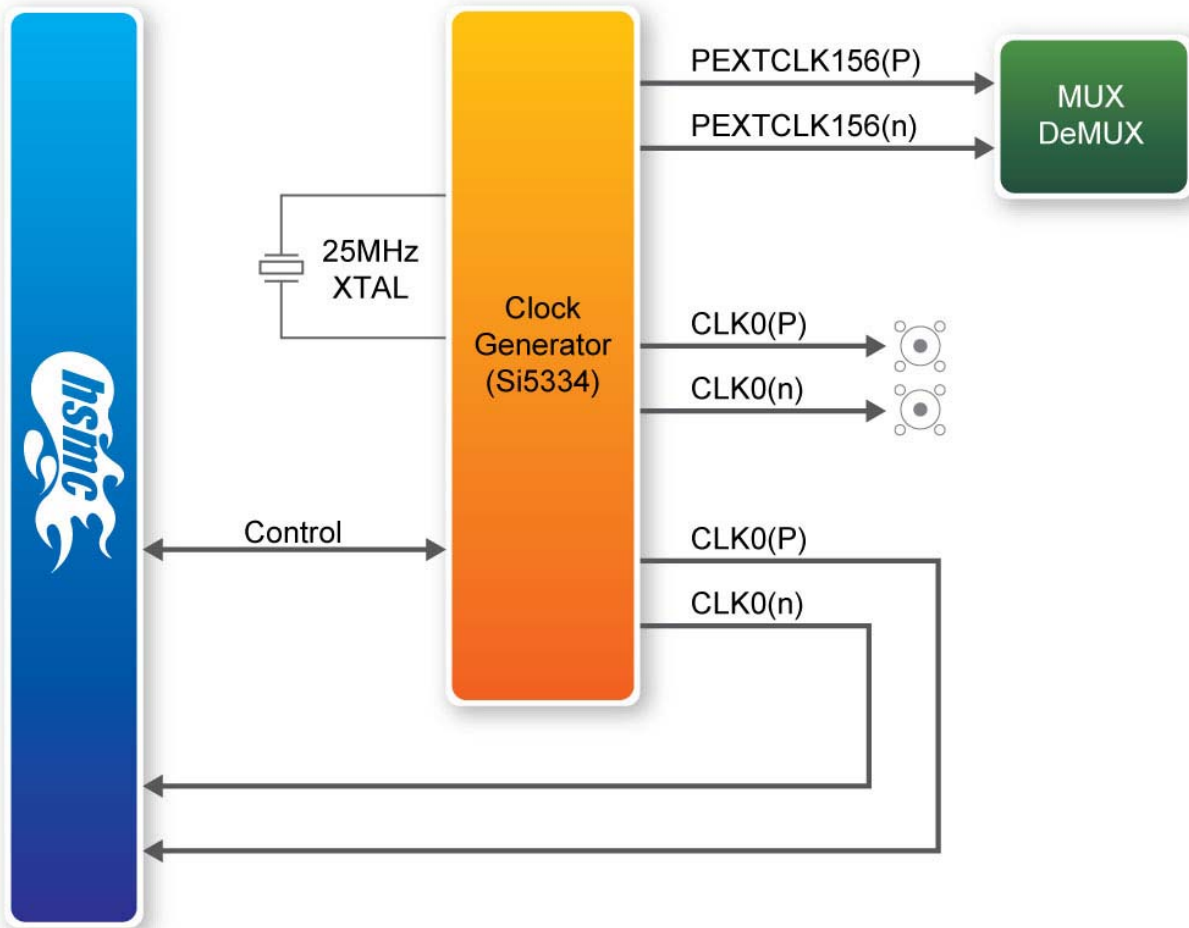 PEXTCLK156(P)
PEXTCLK156(n)
MUX
DeMUX
25MHz
XTAL
Clock
Generator
(Si5334)
CLK0(P)
CLK0(n)
hsmc
Control
CLK0(P)
CLK0(n)